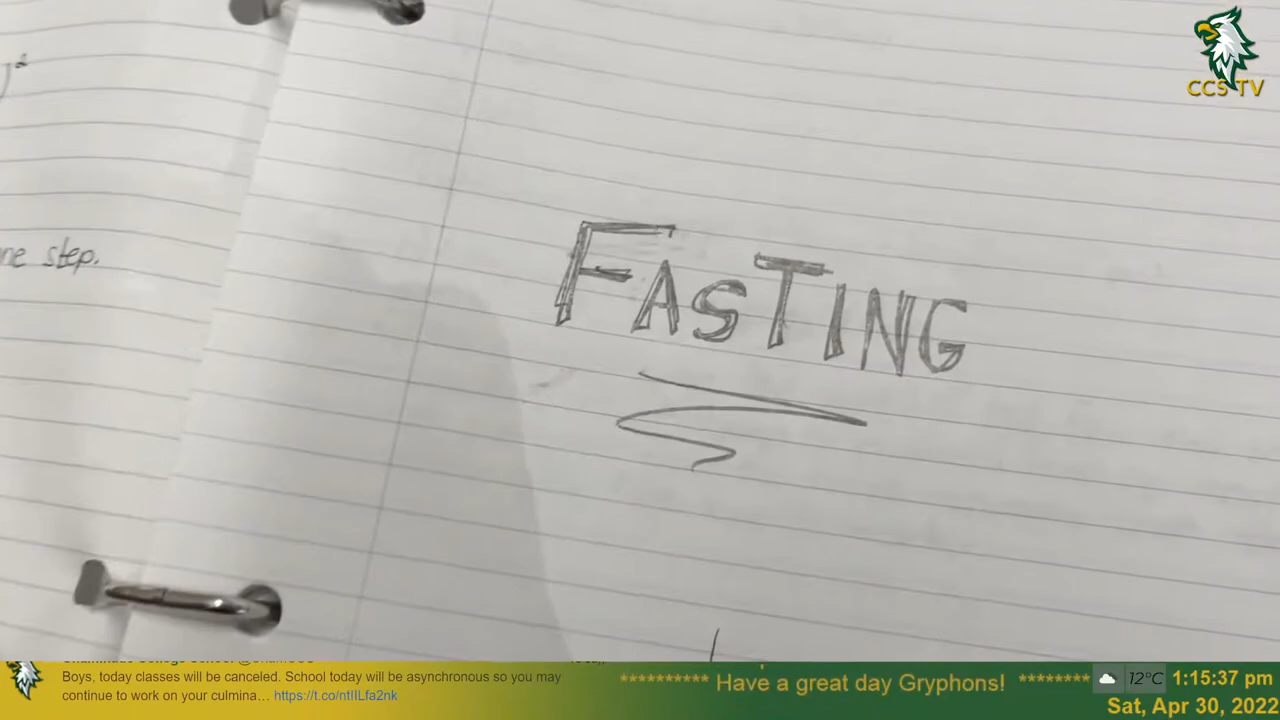 CCS TV
ne step.
FASTING
Boys, today classes will be canceled. School today will be asynchronous so you may
continue to work on your culmina… https://t.co/ntIILfa2nk
********** Have a great day Gryphons! ********
12°C
1:15:37 pm
Sat, Apr 30, 2022